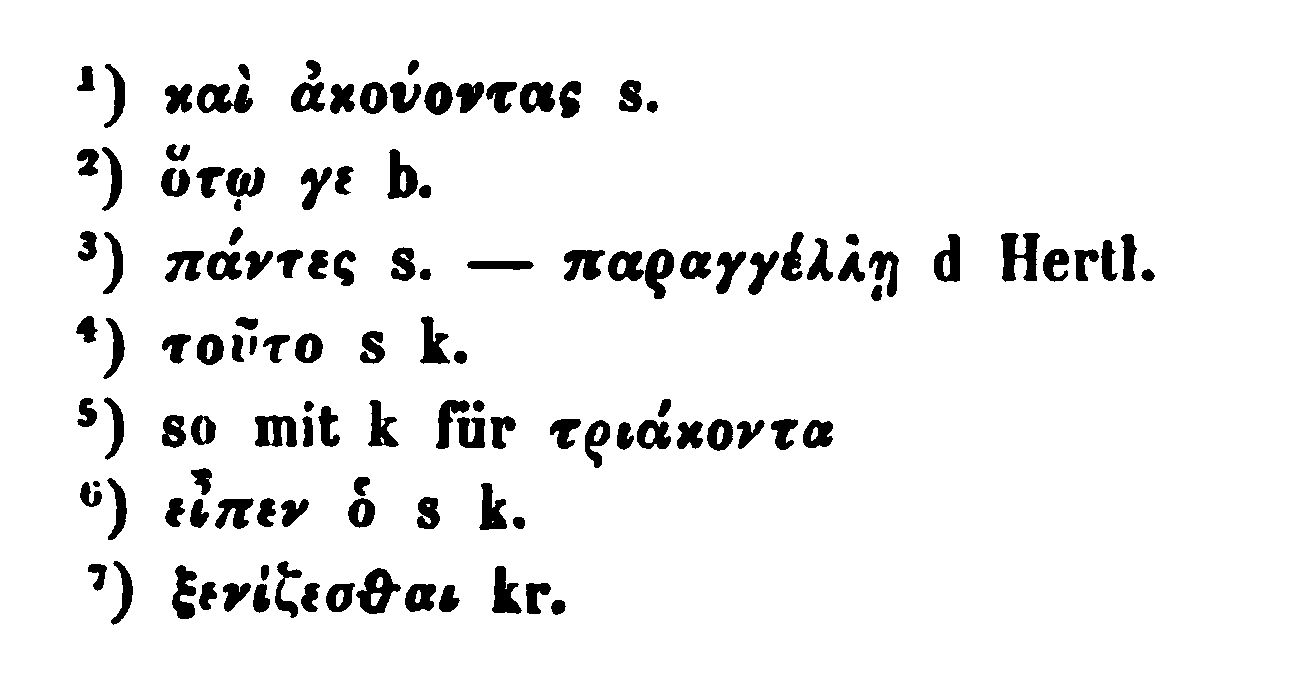 ¹) καὶ ἀκούοντας s.
²) ὅτῳ γε b.
³) πάντες s. — παραγγέλλῃ d Hertl.
⁴) τοῦτο s k.
⁵) so mit k für τριάκοντα
⁶) εἶπεν ὁ s k.
⁷) ξενίζεσθαι kr.